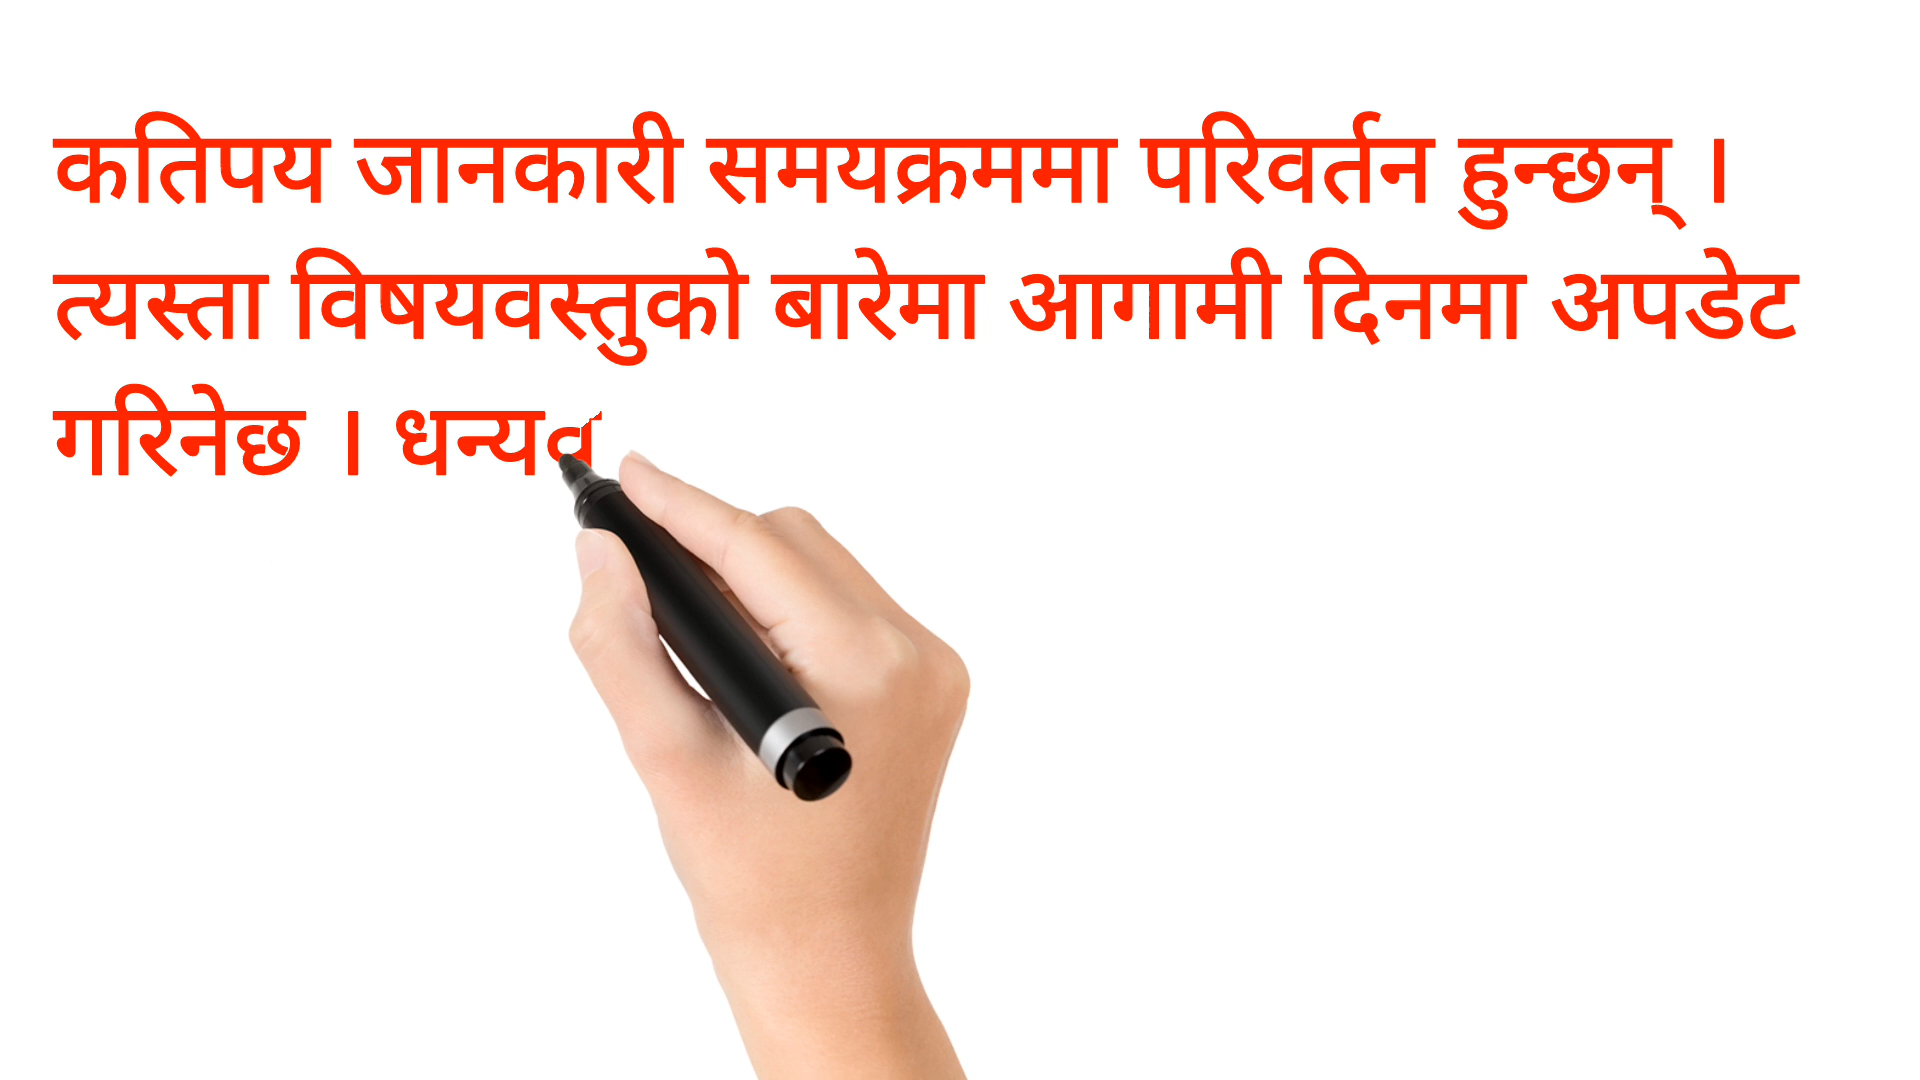 कतिपय जानकारी समयक्रममा परिवर्तन हुन्छन् ।
त्यस्ता विषयवस्तुको बारेमा आगामी दिनमा अपडेट
गरिनेछ । धन्यव